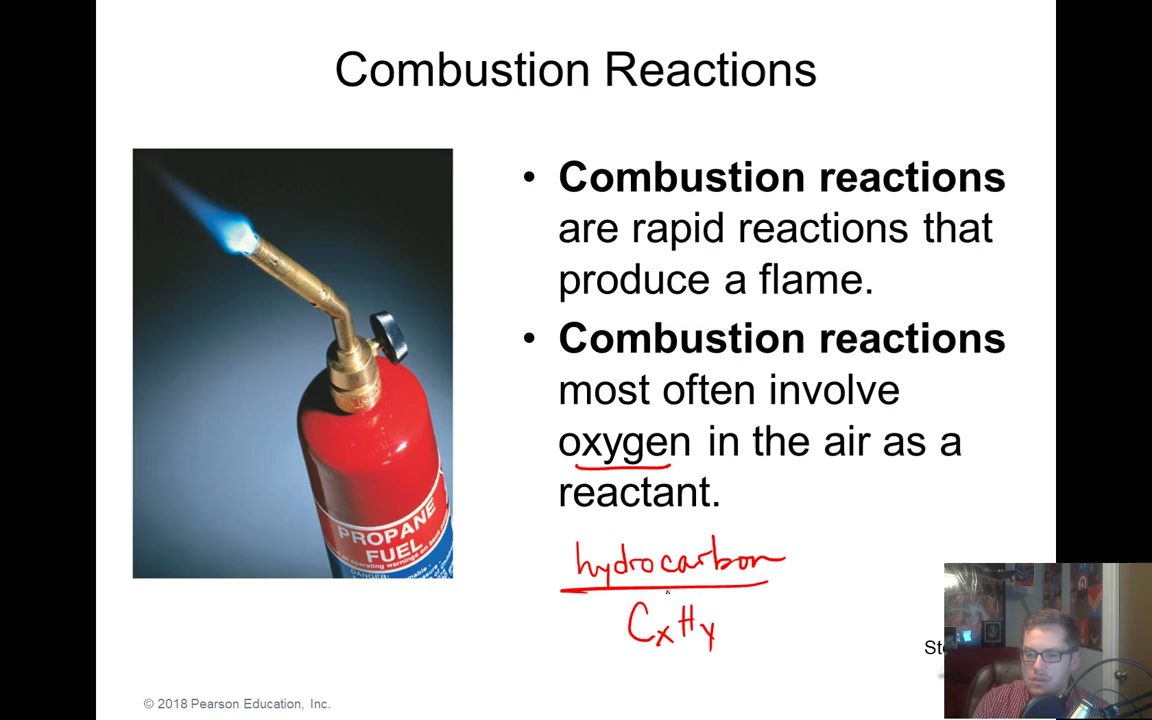 Combustion Reactions
• Combustion reactions
are rapid reactions that
produce a flame.
• Combustion reactions
most often involve
oxygen in the air as a
reactant.
hydrocarbon
CxHy
PROPANE
FUEL
DANGER:
© 2018 Pearson Education, Inc.